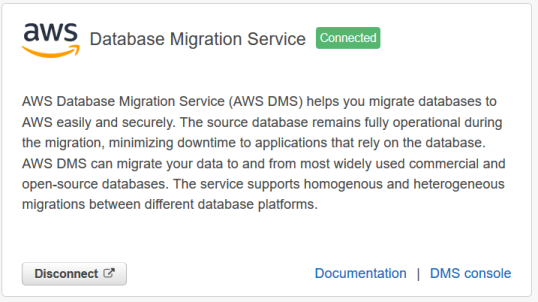 aws Database Migration Service Connected
AWS Database Migration Service (AWS DMS) helps you migrate databases to
AWS easily and securely. The source database remains fully operational during
the migration, minimizing downtime to applications that rely on the database.
AWS DMS can migrate your data to and from most widely used commercial and
open-source databases. The service supports homogenous and heterogeneous
migrations between different database platforms.
Disconnect Documentation | DMS console